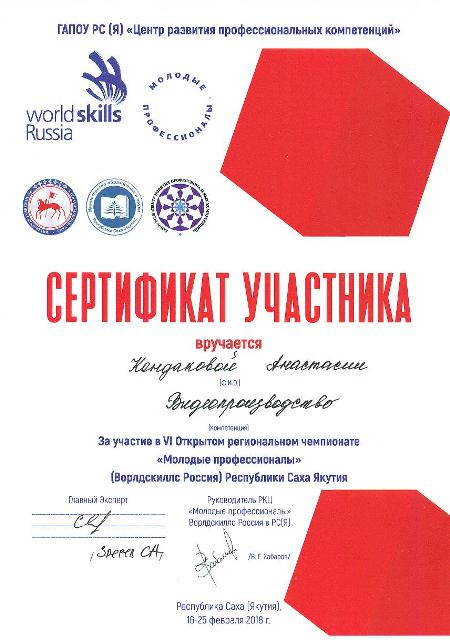 ГАПОУ РС (Я) «Центр развития профессиональных компетенций»
worldskills
Russia
МОЛОДЫЕ
ПРОФЕССИОНАЛЫ
СЕРТИФИКАТ УЧАСТНИКА
вручается
Кондаковой Анастасии
(Ф.И.О.)
Видеопроизводство
(Компетенция)
За участие в VI Открытом региональном чемпионате
«Молодые профессионалы»
(Ворлдскиллс Россия) Республики Саха Якутия
Главный Эксперт
Руководитель РКЦ
«Молодые профессионалы»
Ворлдскиллс Россия в РС(Я)
/В. Г. Хабаров/
Республика Саха (Якутия),
16-25 февраля 2018 г.